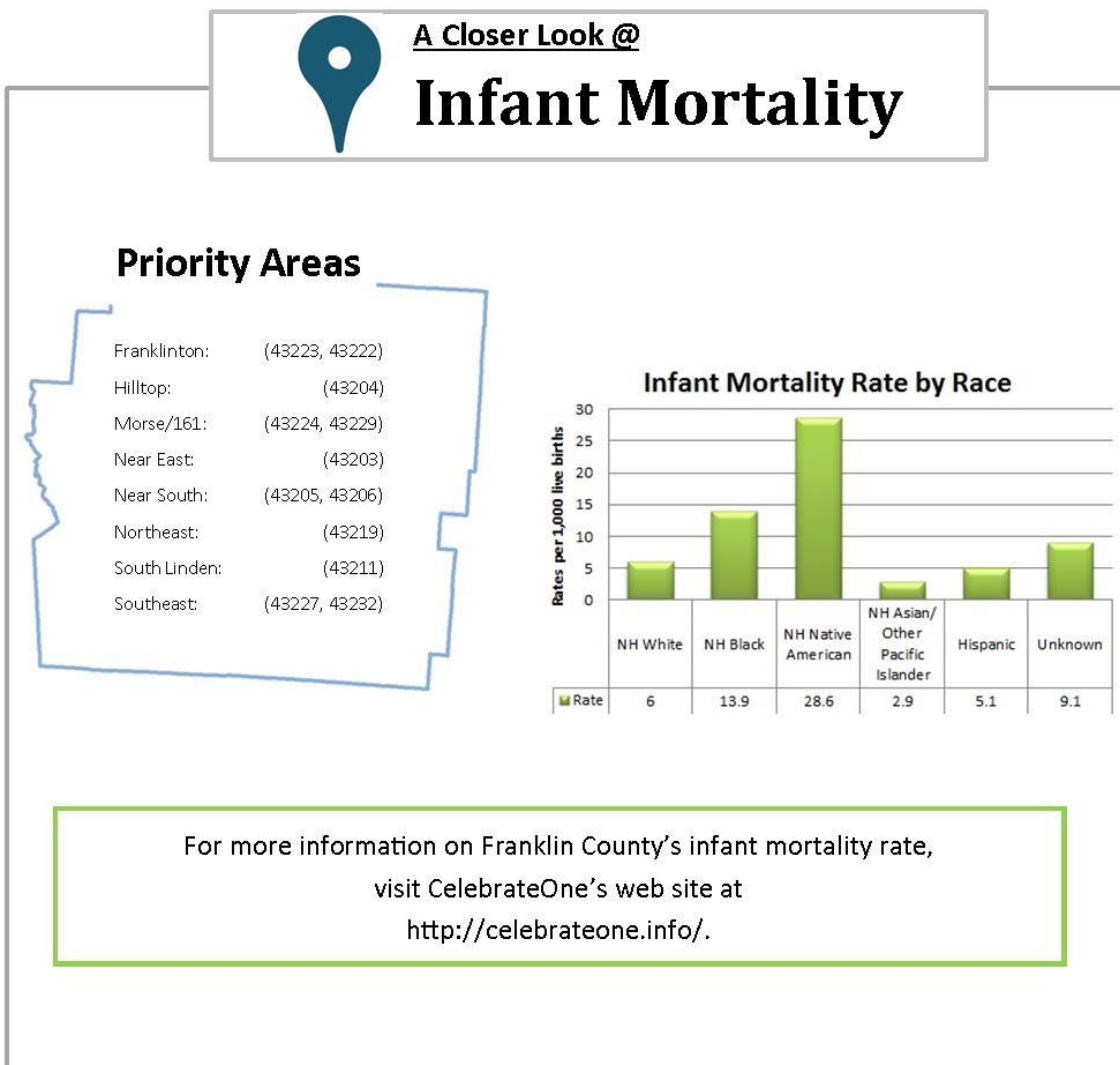 A Closer Look @
Infant Mortality
Priority Areas
Franklinton: (43223, 43222)
Hilltop: (43204)
Morse/161: (43224, 43229)
Near East: (43203)
Near South: (43205, 43206)
Northeast: (43219)
South Linden: (43211)
Southeast: (43227, 43232)
Infant Mortality Rate by Race
Rates per 1,000 live births
30
25
20
15
10
5
0
NH White
NH Black
NH Native
American
NH Asian/
Other
Pacific
Islander
Hispanic
Unknown
Rate 6 13.9 28.6 2.9 5.1 9.1
For more information on Franklin County’s infant mortality rate,
visit CelebrateOne’s web site at
http://celebrateone.info/.